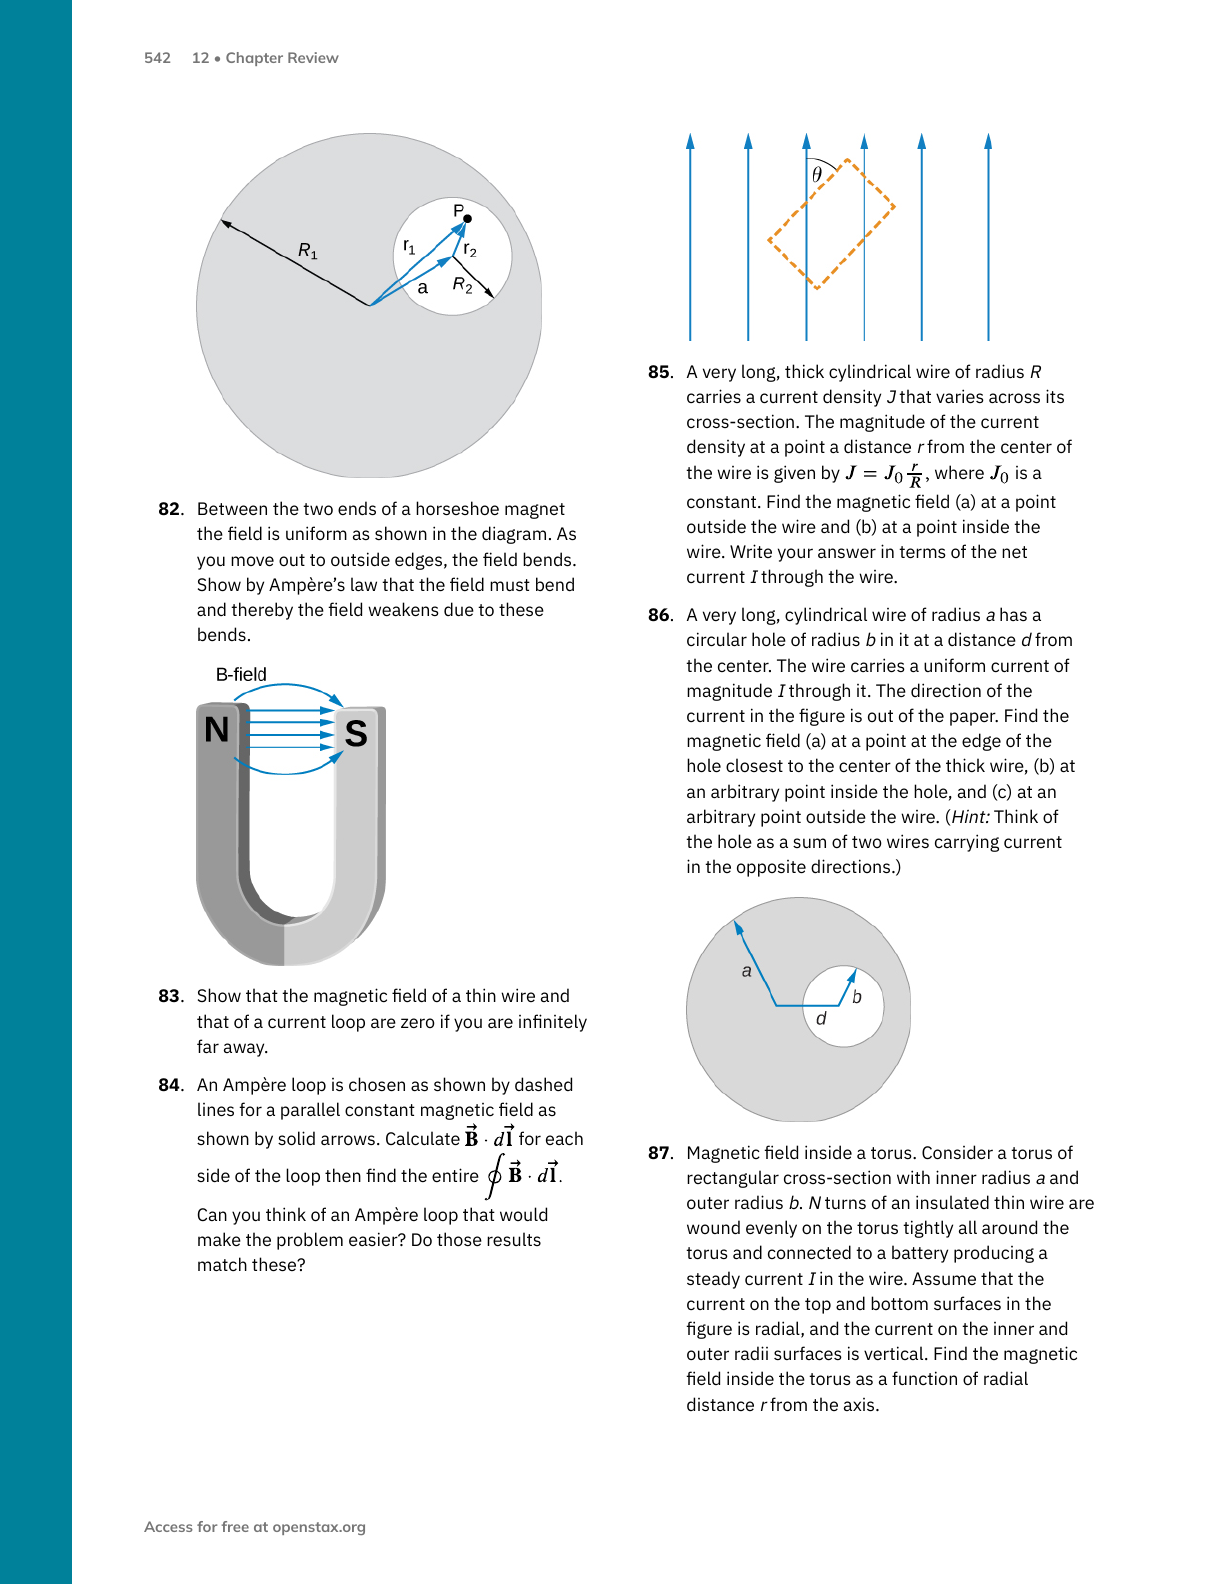 542 12 • Chapter Review
P
r1
r2
R1
a
R2
82. Between the two ends of a horseshoe magnet
the field is uniform as shown in the diagram. As
you move out to outside edges, the field bends.
Show by Ampère’s law that the field must bend
and thereby the field weakens due to these
bends.
B-field
N
S
83. Show that the magnetic field of a thin wire and
that of a current loop are zero if you are infinitely
far away.
84. An Ampère loop is chosen as shown by dashed
lines for a parallel constant magnetic field as
shown by solid arrows. Calculate B⃗ · dl⃗ for each
side of the loop then find the entire ∮ B⃗ · dl⃗.
Can you think of an Ampère loop that would
make the problem easier? Do those results
match these?
θ
85. A very long, thick cylindrical wire of radius R
carries a current density J that varies across its
cross-section. The magnitude of the current
density at a point a distance r from the center of
the wire is given by J = J0 r/R, where J0 is a
constant. Find the magnetic field (a) at a point
outside the wire and (b) at a point inside the
wire. Write your answer in terms of the net
current I through the wire.
86. A very long, cylindrical wire of radius a has a
circular hole of radius b in it at a distance d from
the center. The wire carries a uniform current of
magnitude I through it. The direction of the
current in the figure is out of the paper. Find the
magnetic field (a) at a point at the edge of the
hole closest to the center of the thick wire, (b) at
an arbitrary point inside the hole, and (c) at an
arbitrary point outside the wire. (Hint: Think of
the hole as a sum of two wires carrying current
in the opposite directions.)
a
b
d
87. Magnetic field inside a torus. Consider a torus of
rectangular cross-section with inner radius a and
outer radius b. N turns of an insulated thin wire are
wound evenly on the torus tightly all around the
torus and connected to a battery producing a
steady current I in the wire. Assume that the
current on the top and bottom surfaces in the
figure is radial, and the current on the inner and
outer radii surfaces is vertical. Find the magnetic
field inside the torus as a function of radial
distance r from the axis.
Access for free at openstax.org